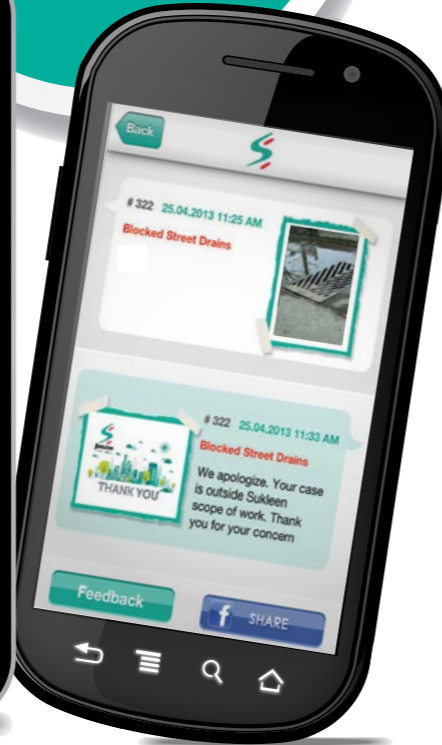 Back
# 322 25.04.2013 11:25 AM
Blocked Street Drains
# 322 25.04.2013 11:33 AM
Blocked Street Drains
We apologize. Your case
is outside Sukleen
scope of work. Thank
you for your concern
THANK YOU
Feedback
f SHARE